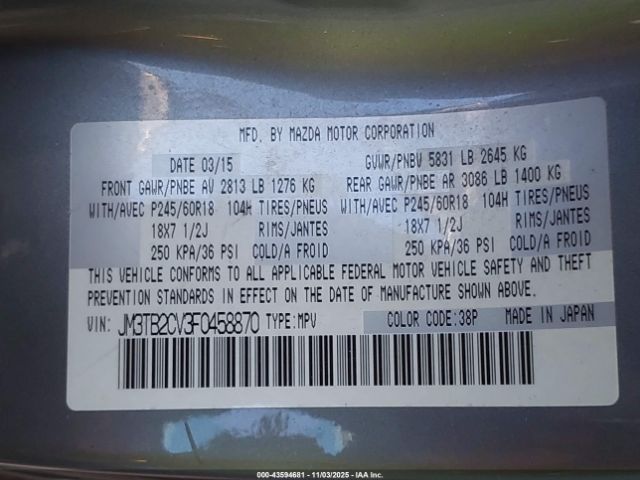 MFD. BY MAZDA MOTOR CORPORATION
DATE 03/15 GVWR/PNBV 5831 LB 2645 KG
FRONT GAWR/PNBE AV 2813 LB 1276 KG REAR GAWR/PNBE AR 3086 LB 1400 KG
WITH/AVEC P245/60R18 104H TIRES/PNEUS WITH/AVEC P245/60R18 104H TIRES/PNEUS
18X7 1/2J RIMS/JANTES 18X7 1/2J RIMS/JANTES
250 KPA/36 PSI COLD/A FROID 250 KPA/36 PSI COLD/A FROID
THIS VEHICLE CONFORMS TO ALL APPLICABLE FEDERAL MOTOR VEHICLE SAFETY AND THEFT
PREVENTION STANDARDS IN EFFECT ON THE DATE OF MANUFACTURE SHOWN ABOVE.
VIN: JM3TB2CV3F0458870 TYPE:MPV COLOR CODE:38P MADE IN JAPAN
000-43594681 - 11/03/2025 - IAA Inc.